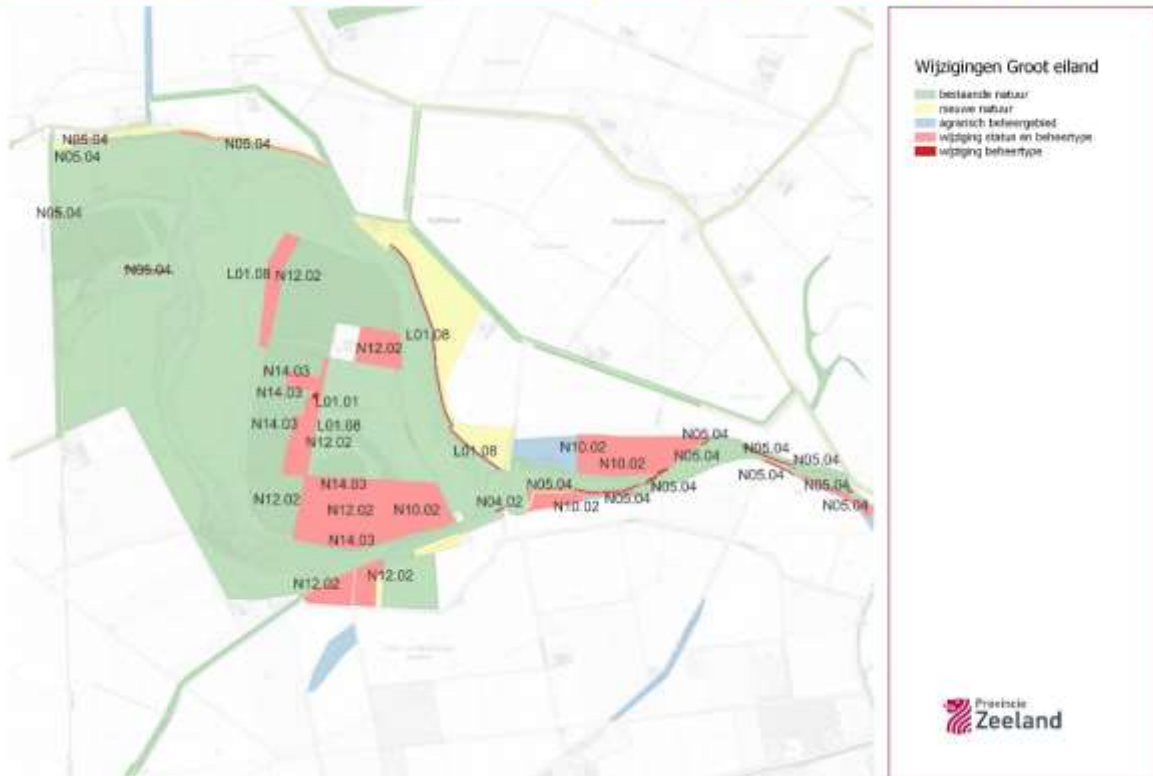 Wijzigingen Groot eiland
bestaande natuur
nieuwe natuur
agrarisch beheergebied
wijziging status en beheertype
wijziging beheertype
N05.04
N05.04
N05.04
N05.04
N05.04
L01.08
N12.02
L01.08
N12.02
N14.03
N14.03
L01.01
N14.03
L01.08
N12.02
L01.08
N10.02
N05.04
N10.02
N05.04
N05.04
N05.04
N05.04
N14.03
N12.02
N12.02
N10.02
N04.02
N05.04
N10.02
N05.04
N05.04
N05.04
N05.04
N14.03
N12.02
N12.02
Provincie
Zeeland